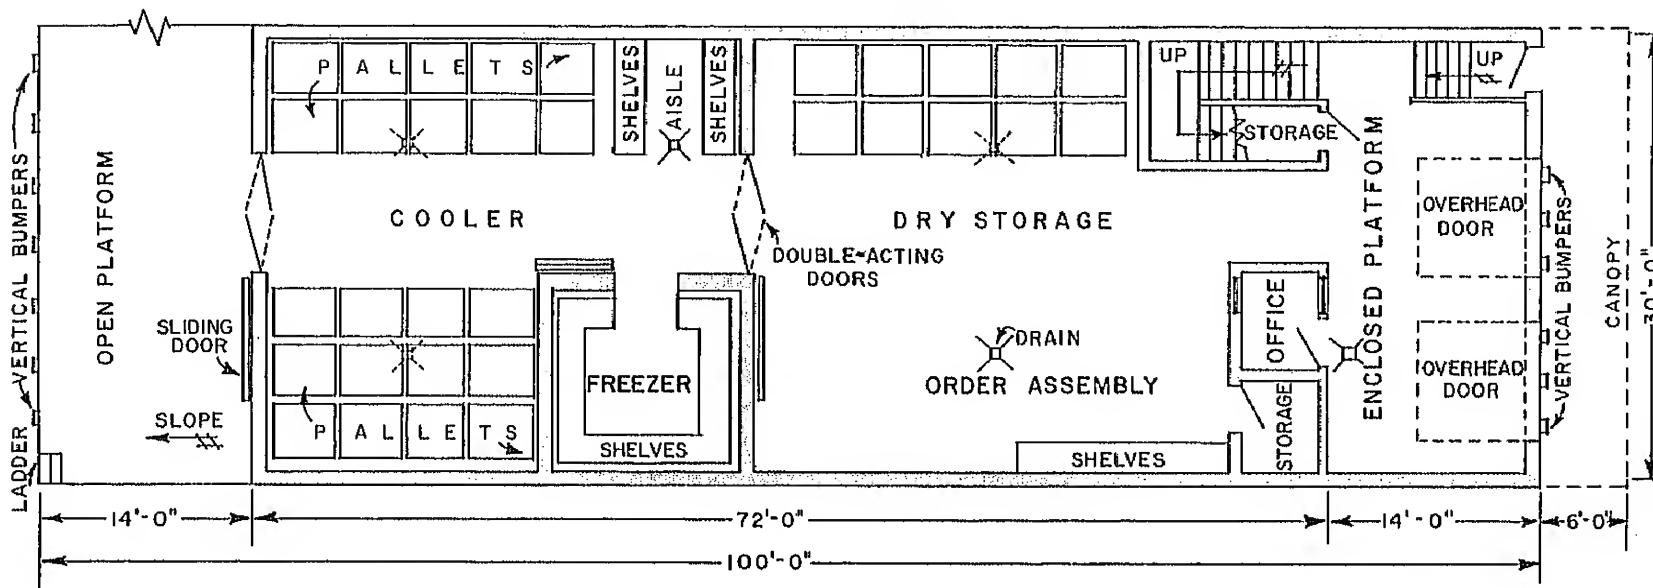 PALLETS
SHELVES
AISLE
SHELVES
UP
STORAGE
UP
LADDER
VERTICAL BUMPERS
OPEN PLATFORM
COOLER
DRY STORAGE
DOUBLE-ACTING
DOORS
ENCLOSED PLATFORM
OVERHEAD
DOOR
VERTICAL BUMPERS
CANOPY
30'-0"
SLIDING
DOOR
FREEZER
DRAIN
ORDER ASSEMBLY
OFFICE
OVERHEAD
DOOR
SLOPE
PALLETS
SHELVES
SHELVES
STORAGE
14'-0"
72'-0"
14'-0"
6'-0"
100'-0"